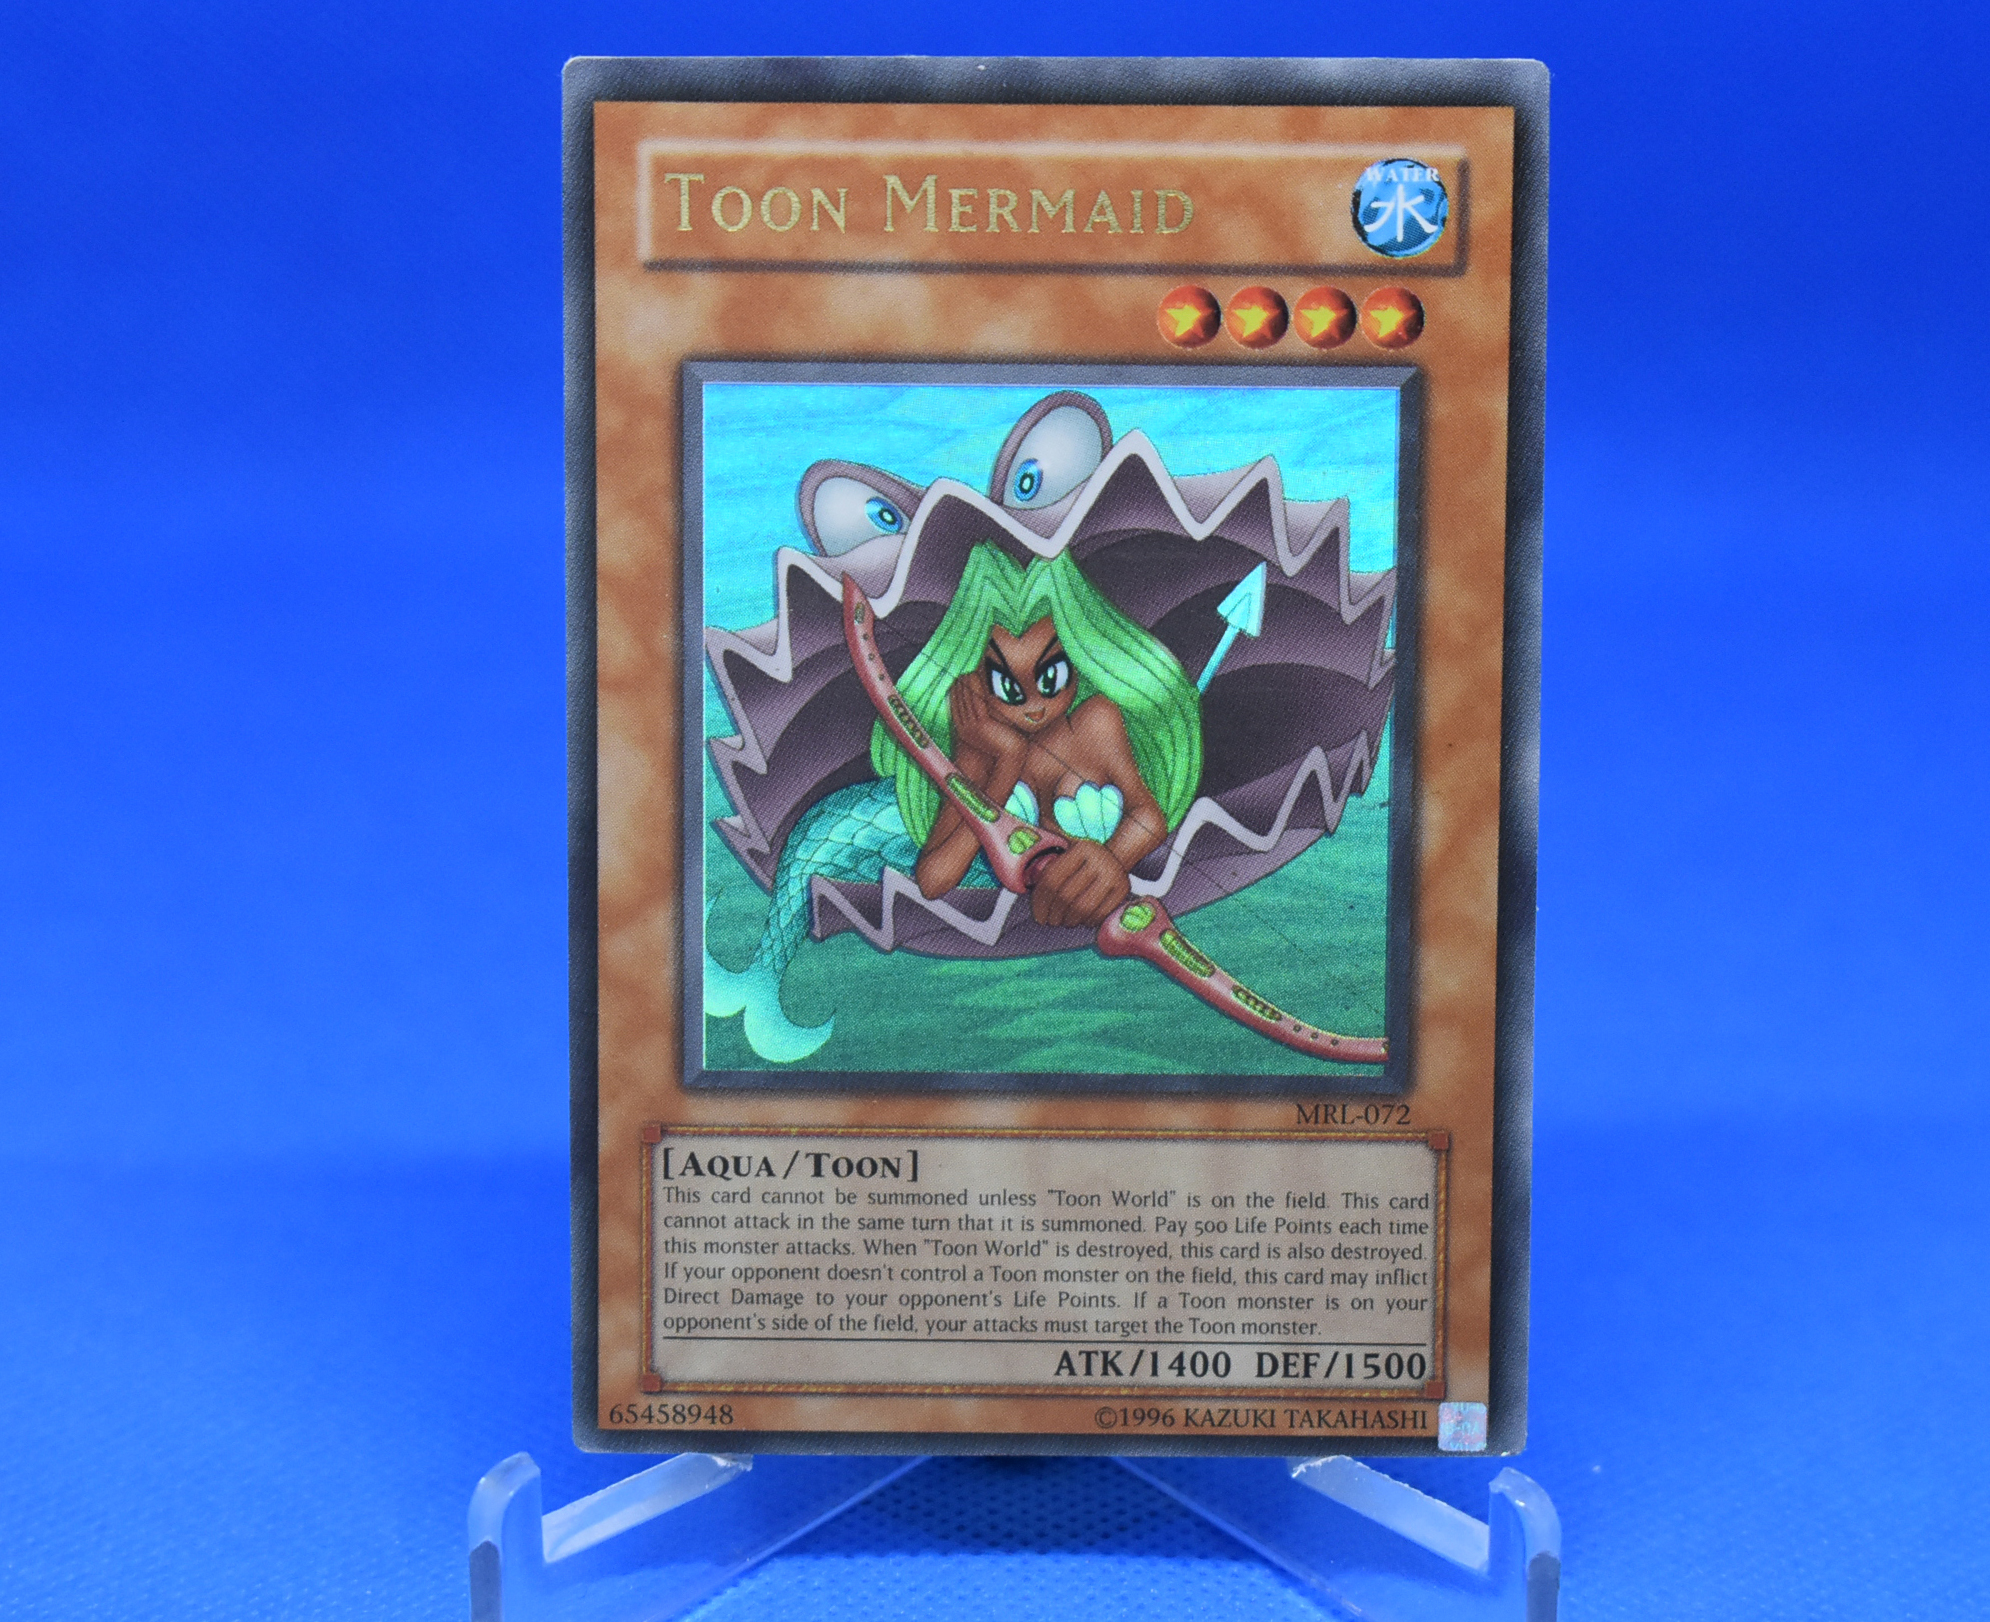 TOON MERMAID
WATER
水
MRL-072
[AQUA/TOON]
This card cannot be summoned unless "Toon World" is on the field. This card
cannot attack in the same turn that it is summoned. Pay 500 Life Points each time
this monster attacks. When "Toon World" is destroyed, this card is also destroyed.
If your opponent doesn't control a Toon monster on the field, this card may inflict
Direct Damage to your opponent's Life Points. If a Toon monster is on your
opponent's side of the field, your attacks must target the Toon monster.
ATK/1400 DEF/1500
65458948
©1996 KAZUKI TAKAHASHI